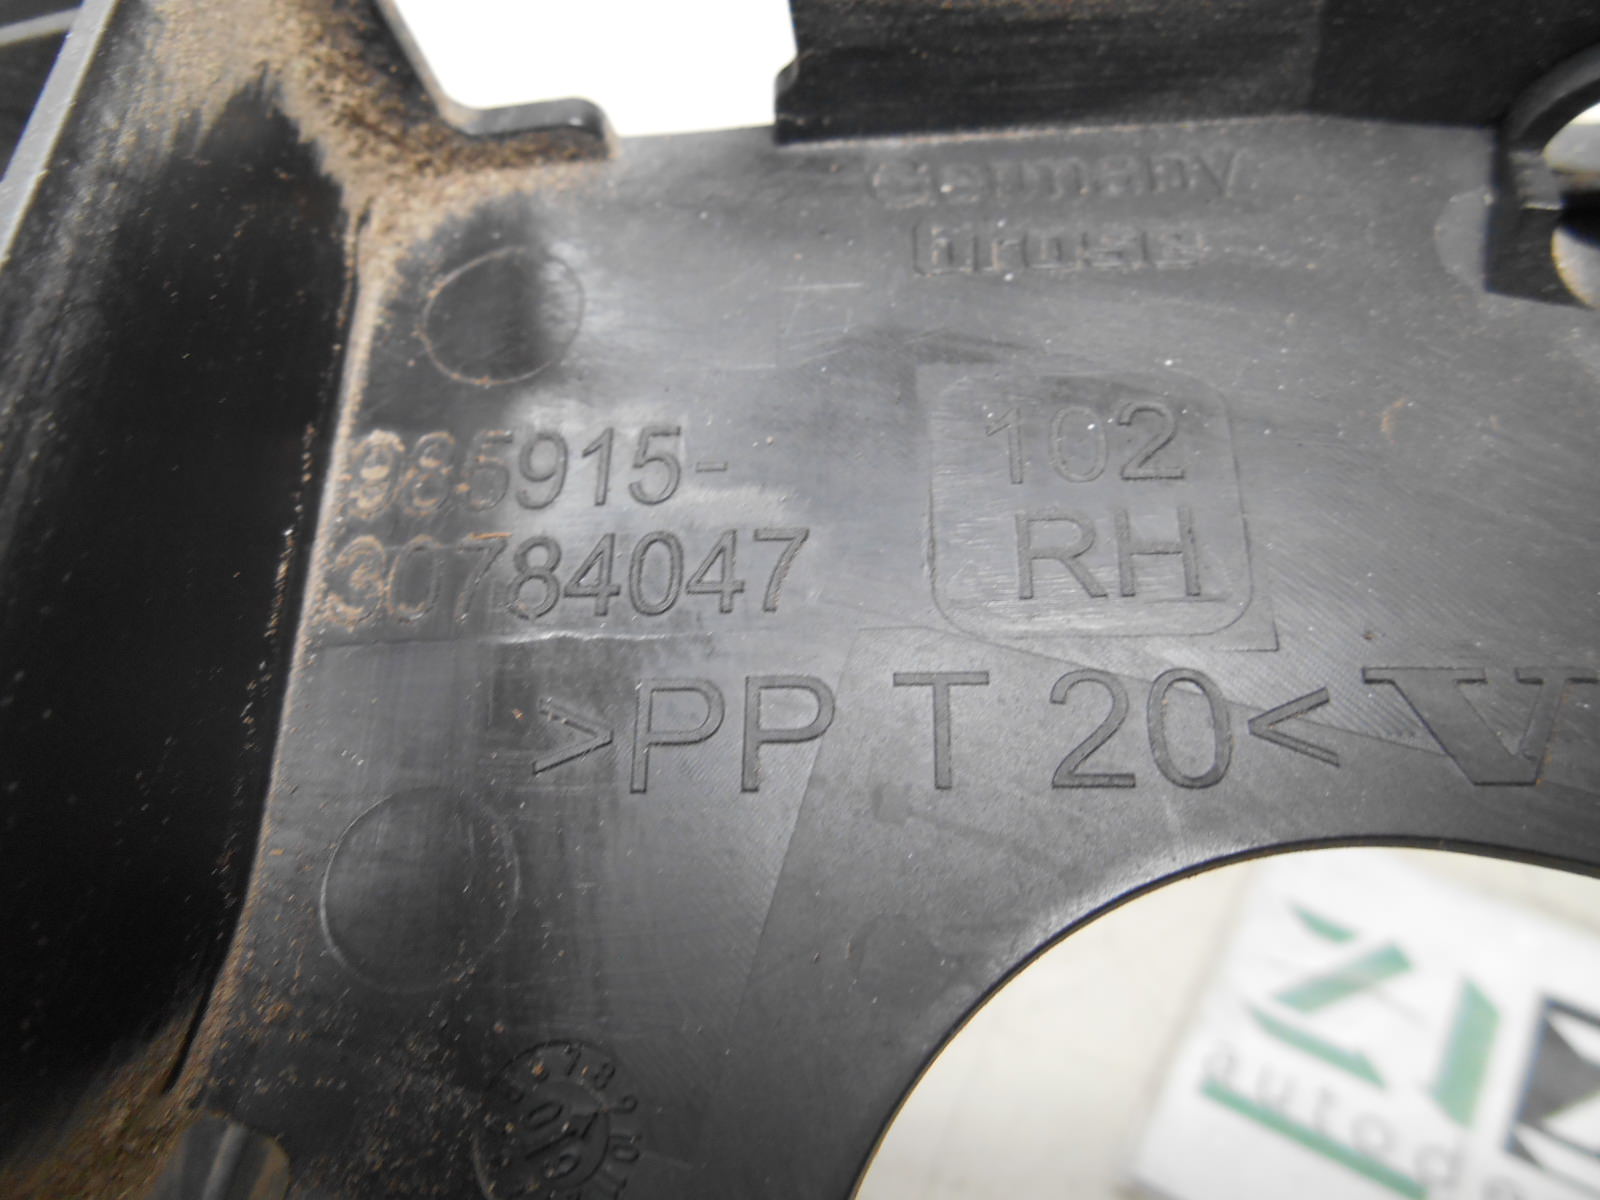 Germany
brose
985915-
30784047
102
RH
>PP T 20< V